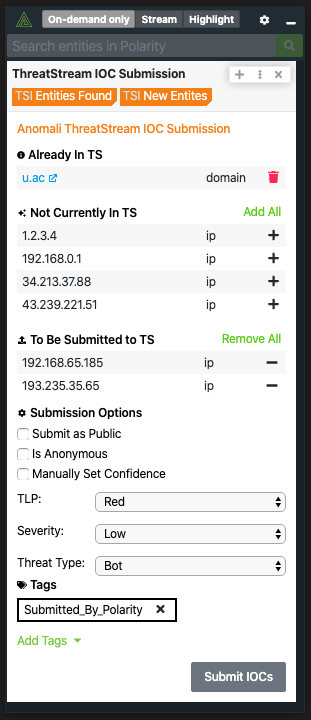 On-demand only Stream Highlight
Search entities in Polarity
ThreatStream IOC Submission
TSI Entities Found TSI New Entites
Anomali ThreatStream IOC Submission
Already In TS
u.ac domain
Not Currently In TS Add All
1.2.3.4 ip
192.168.0.1 ip
34.213.37.88 ip
43.239.221.51 ip
To Be Submitted to TS Remove All
192.168.65.185 ip
193.235.35.65 ip
Submission Options
Submit as Public
Is Anonymous
Manually Set Confidence
TLP: Red
Severity: Low
Threat Type: Bot
Tags
Submitted_By_Polarity
Add Tags
Submit IOCs